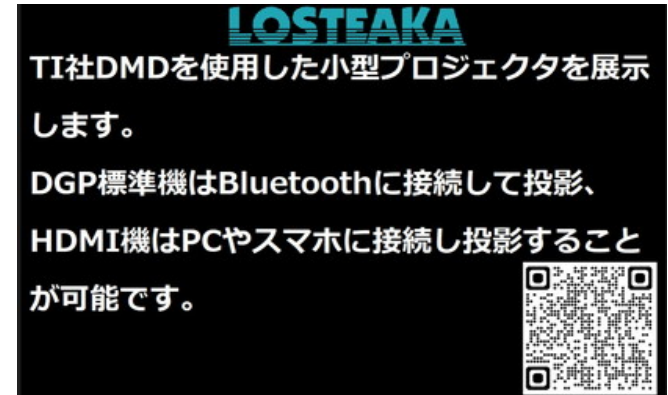 LOSTEAKA
TI社DMDを使用した小型プロジェクタを展示
します。
DGP標準機はBluetoothに接続して投影、
HDMI機はPCやスマホに接続し投影すること
が可能です。